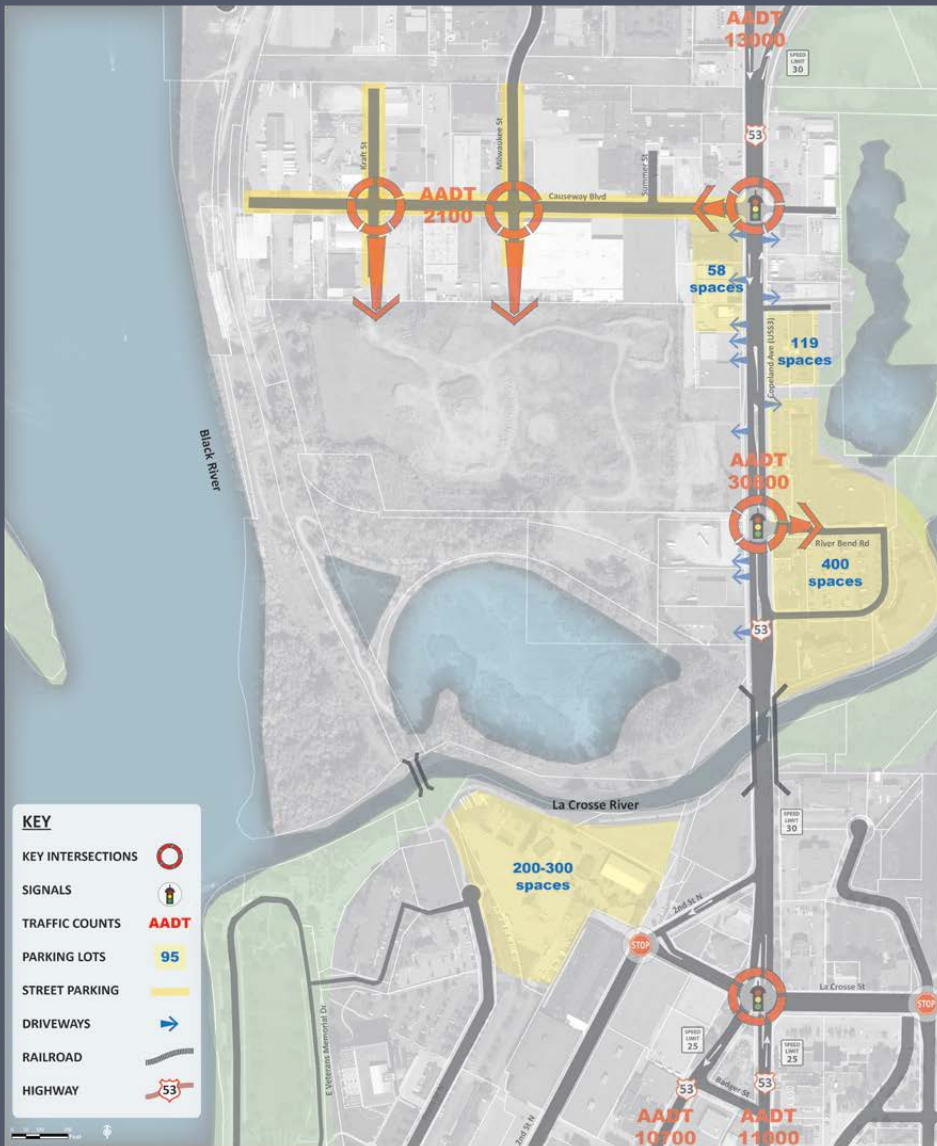 AADT
13000
SPEED
LIMIT
30
53
Kraft St
Milwaukee St
Summer St
AADT
2100
Causeway Blvd
58
spaces
119
spaces
Copeland Ave (US53)
Black River
AADT
30800
River Bend Rd
400
spaces
53
La Crosse River
SPEED
LIMIT
30
200-300
spaces
2nd St N
STOP
La Crosse St
STOP
SPEED
LIMIT
25
SPEED
LIMIT
25
E Veterans Memorial Dr
2nd St N
Badger St
53
53
AADT
10700
AADT
11000
KEY
KEY INTERSECTIONS
SIGNALS
TRAFFIC COUNTS AADT
PARKING LOTS 95
STREET PARKING
DRIVEWAYS
RAILROAD
HIGHWAY 53